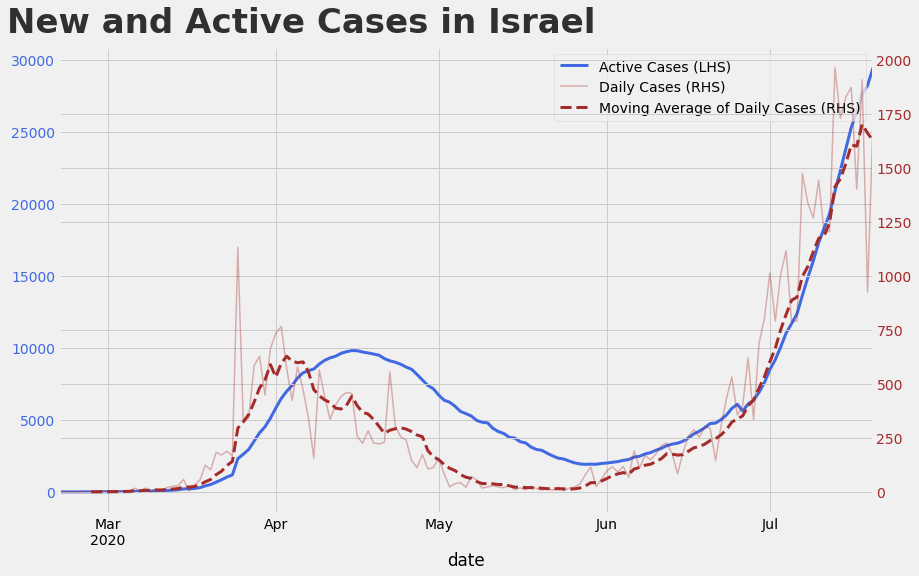 New and Active Cases in Israel
Active Cases (LHS)
Daily Cases (RHS)
Moving Average of Daily Cases (RHS)
30000
25000
20000
15000
10000
5000
0
2000
1750
1500
1250
1000
750
500
250
0
Mar
2020
Apr
May
Jun
Jul
date